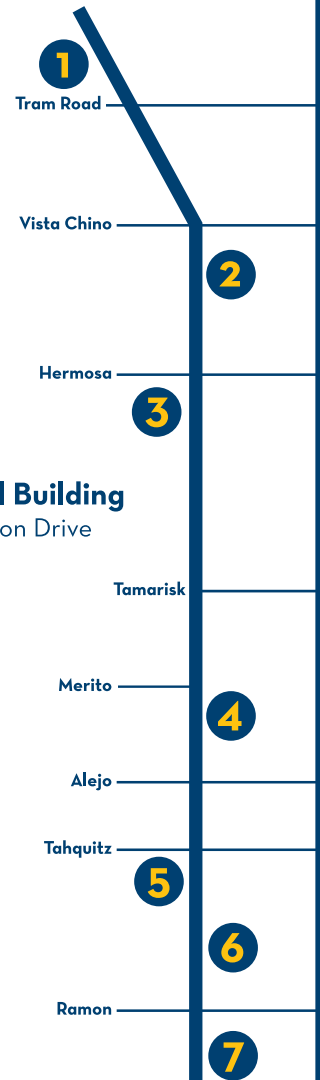 1
Tram Road
Vista Chino
2
Hermosa
3
Building
Drive
Tamarisk
Merito
4
Alejo
Tahquitz
5
6
Ramon
7